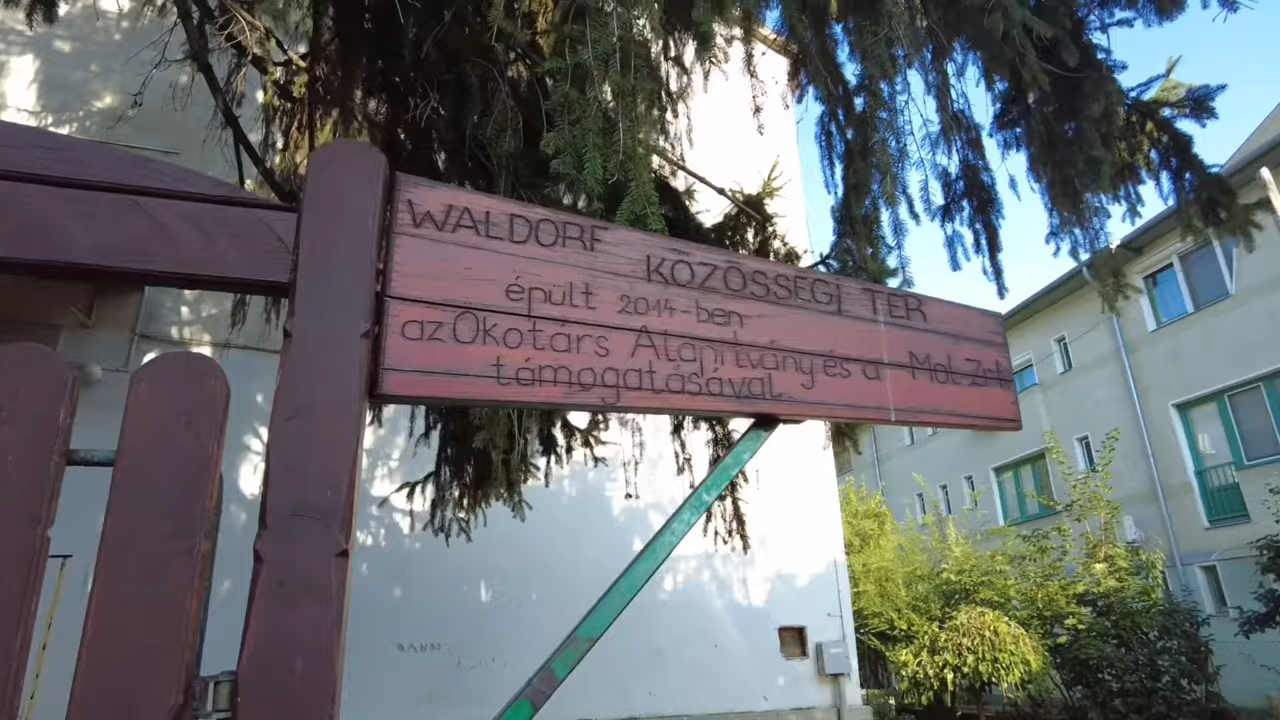 WALDORF
KÖZÖSSÉGI TÉR
épült 2014-ben
az Ökotárs Alapítvány és a Mol Zrt.
támogatásával.